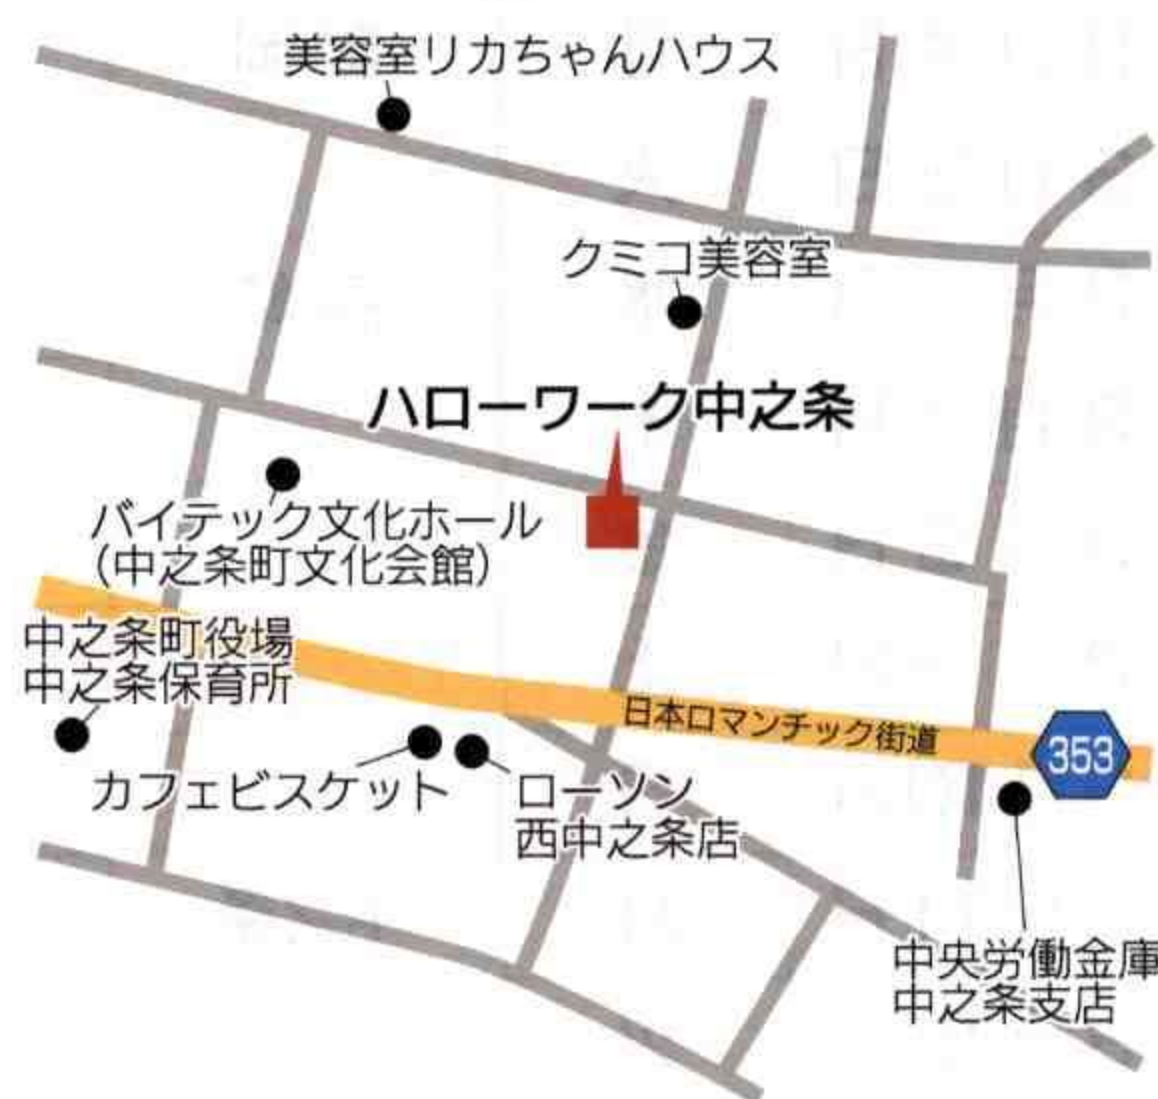 美容室リカちゃんハウス
クミコ美容室
ハローワーク中之条
バイテック文化ホール
（中之条町文化会館）
中之条町役場
中之条保育所
日本ロマンチック街道
353
カフェビスケット
ローソン
西中之条店
中央労働金庫
中之条支店